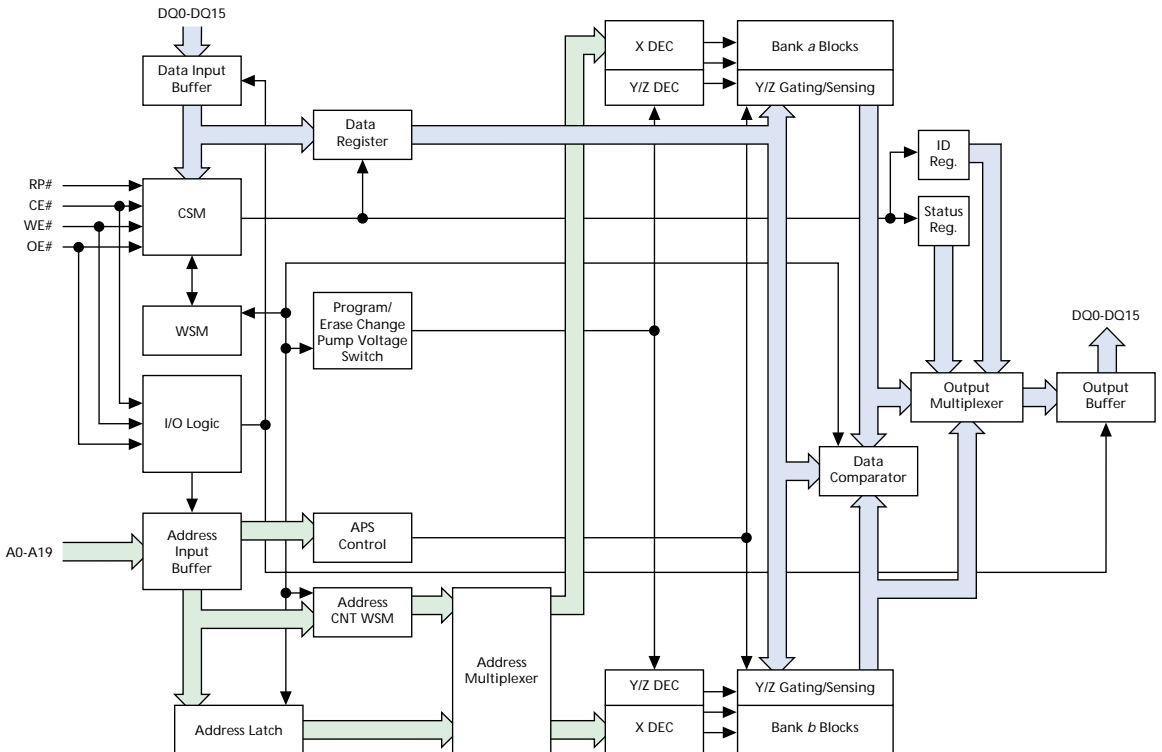 DQ0-DQ15
Data Input
Buffer
X DEC
Y/Z DEC
Bank a Blocks
Y/Z Gating/Sensing
Data
Register
ID
Reg.
RP#
CE#
WE#
OE#
CSM
Status
Reg.
WSM
Program/
Erase Change
Pump Voltage
Switch
DQ0-DQ15
I/O Logic
Output
Multiplexer
Output
Buffer
Data
Comparator
A0-A19
Address
Input
Buffer
APS
Control
Address
CNT WSM
Address
Multiplexer
Y/Z DEC
X DEC
Y/Z Gating/Sensing
Bank b Blocks
Address Latch